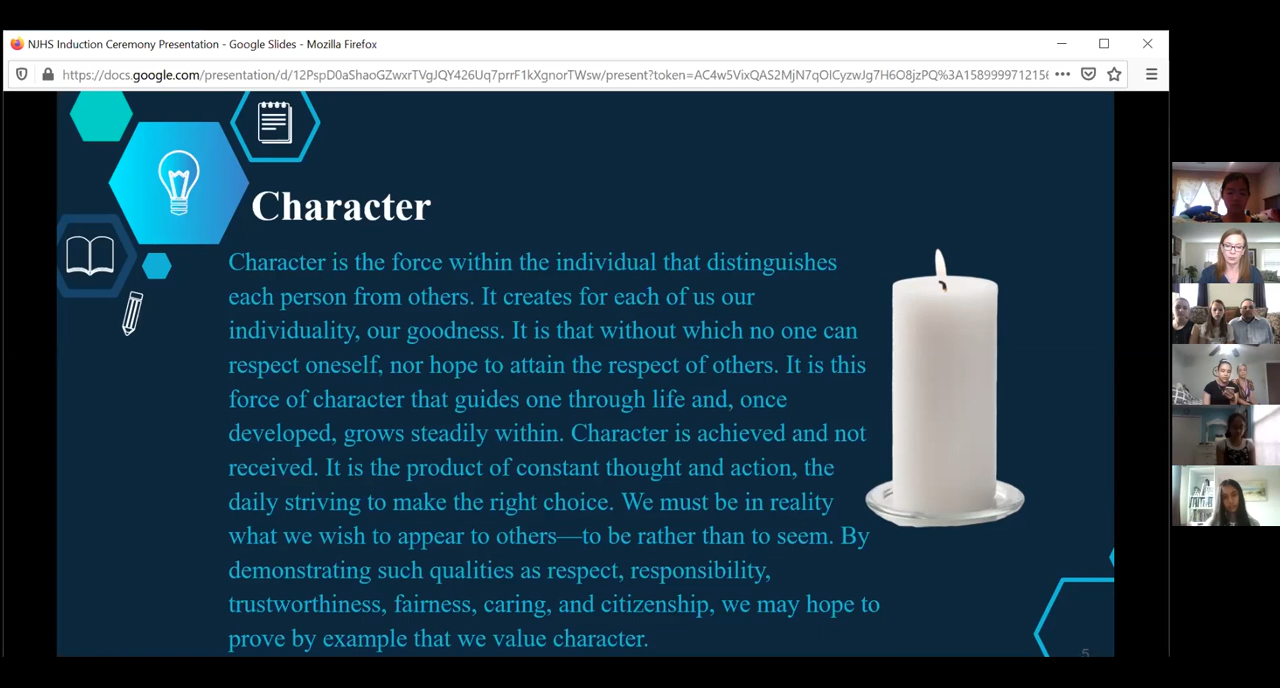 NJHS Induction Ceremony Presentation - Google Slides - Mozilla Firefox
https://docs.google.com/presentation/d/12PspD0aShaoGZwxrTVgJQY426Uq7prrF1kXgnorTWsw/present?token=AC4w5VixQAS2MjN7qOlCyzwJg7H6O8jzPQ%3A1589999712156
Character
Character is the force within the individual that distinguishes
each person from others. It creates for each of us our
individuality, our goodness. It is that without which no one can
respect oneself, nor hope to attain the respect of others. It is this
force of character that guides one through life and, once
developed, grows steadily within. Character is achieved and not
received. It is the product of constant thought and action, the
daily striving to make the right choice. We must be in reality
what we wish to appear to others—to be rather than to seem. By
demonstrating such qualities as respect, responsibility,
trustworthiness, fairness, caring, and citizenship, we may hope to
prove by example that we value character.
5